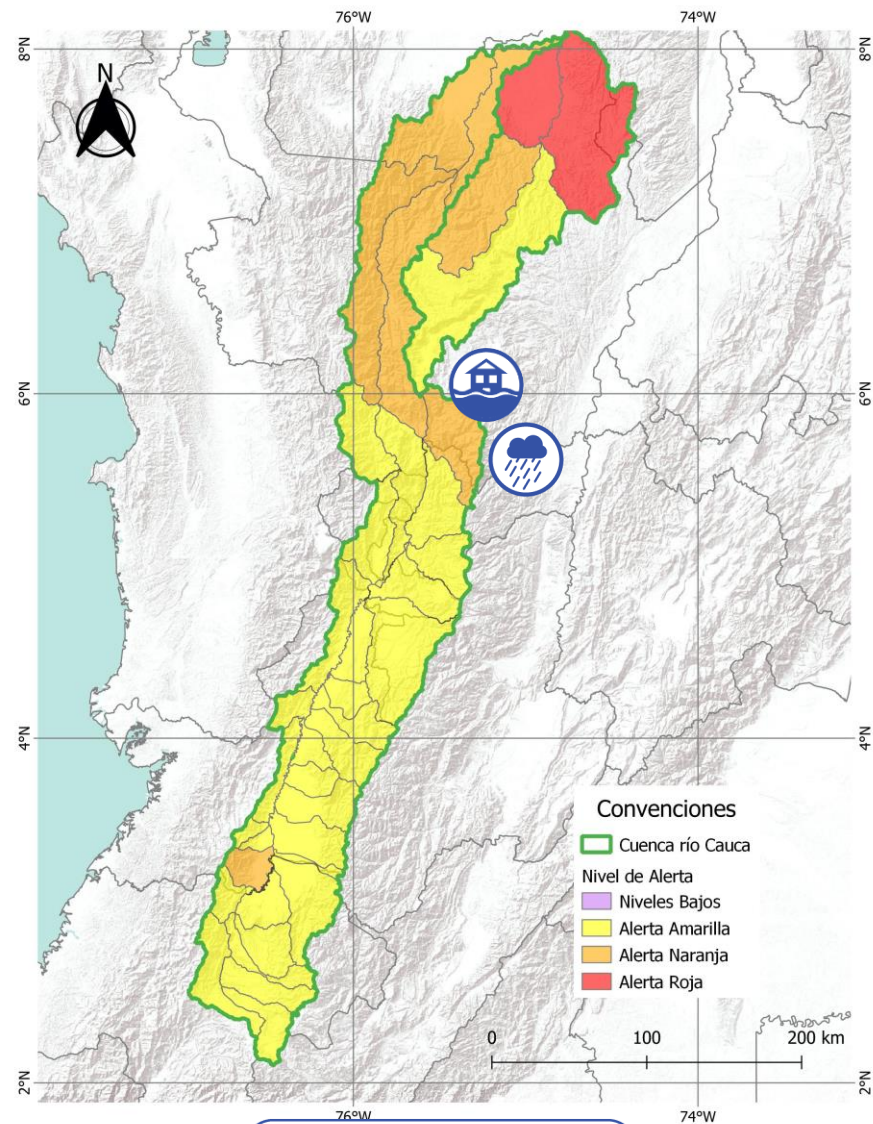 76°W
74°W
8°N
8°N
N
6°N
6°N
4°N
4°N
Convenciones
Cuenca río Cauca
Nivel de Alerta
Niveles Bajos
Alerta Amarilla
Alerta Naranja
Alerta Roja
0
100
200 km
2°N
2°N
76°W
74°W